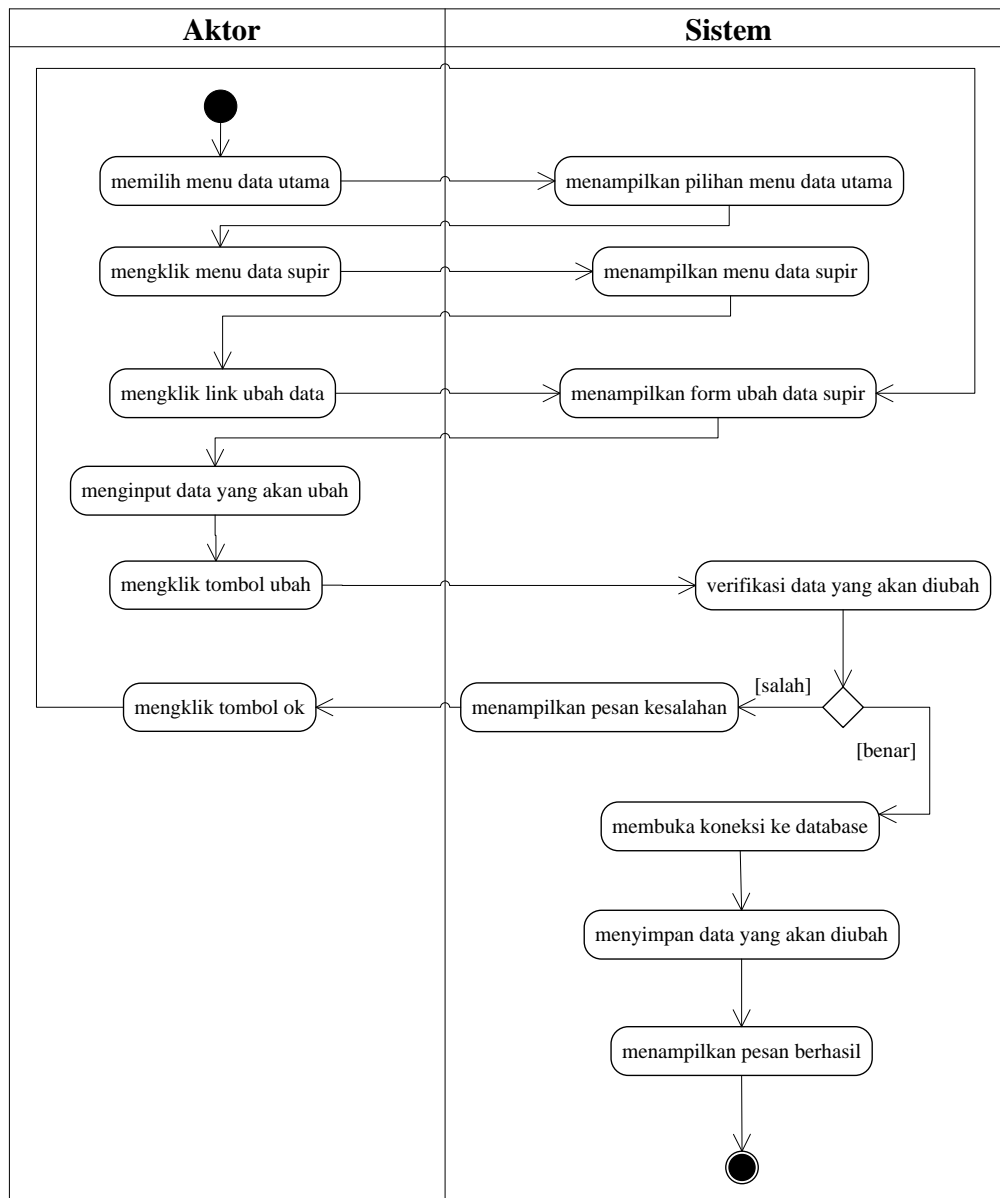 Aktor
Sistem
memilih menu data utama
menampilkan pilihan menu data utama
mengklik menu data supir
menampilkan menu data supir
mengklik link ubah data
menampilkan form ubah data supir
menginput data yang akan ubah
mengklik tombol ubah
verifikasi data yang akan diubah
[salah]
mengklik tombol ok
menampilkan pesan kesalahan
[benar]
membuka koneksi ke database
menyimpan data yang akan diubah
menampilkan pesan berhasil